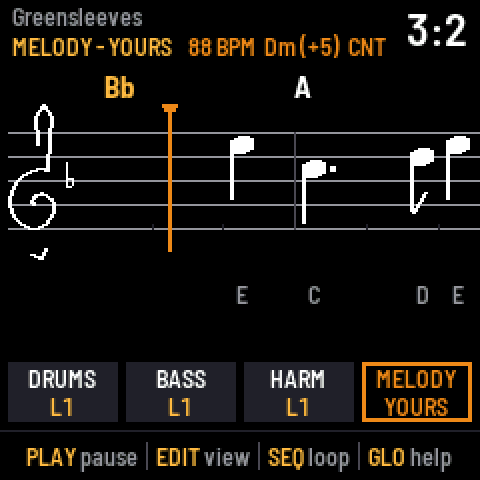 Greensleeves
MELODY - YOURS 88 BPM Dm (+5) CNT 3:2
Bb A
E C D E
DRUMS BASS HARM MELODY
L1 L1 L1 YOURS
PLAY pause EDIT view SEQ loop GLO help